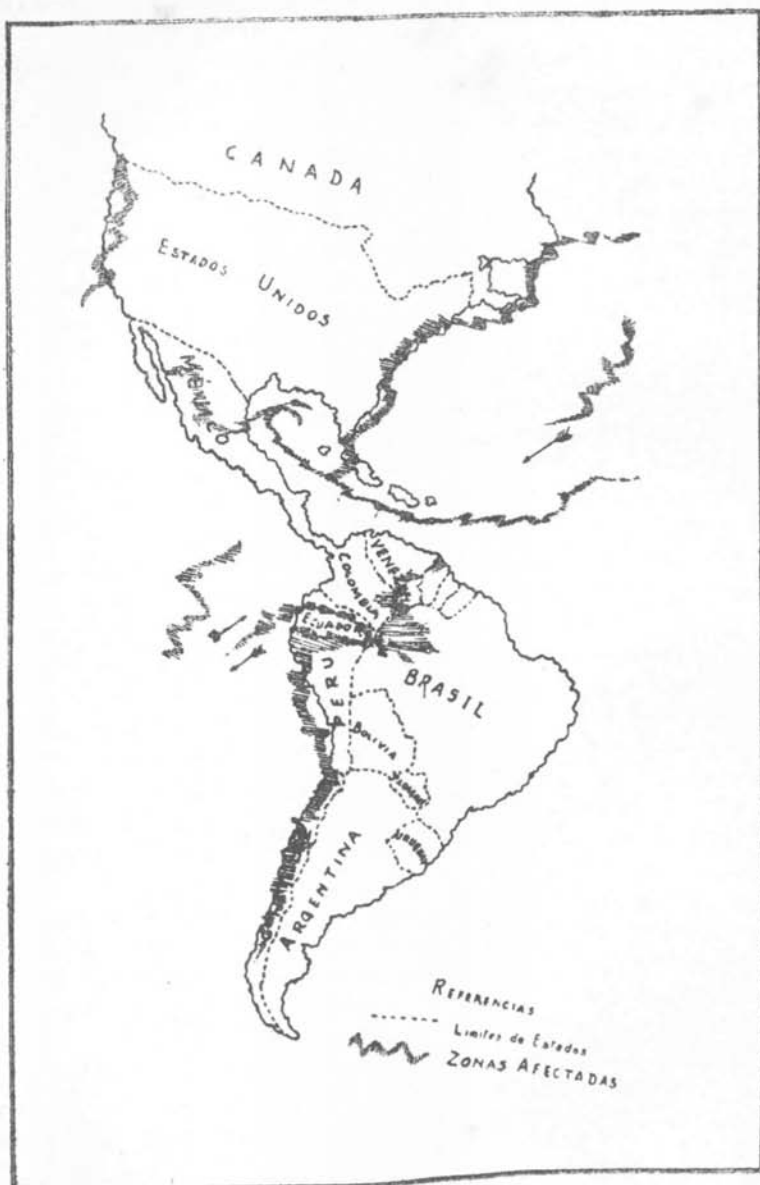 CANADA
ESTADOS UNIDOS
MEXICO
VENEZ
COLOMBIA
ECUADOR
PERU
BRASIL
BOLIVIA
ARGENTINA
REFERENCIAS
Limites de Estados
ZONAS AFECTADAS